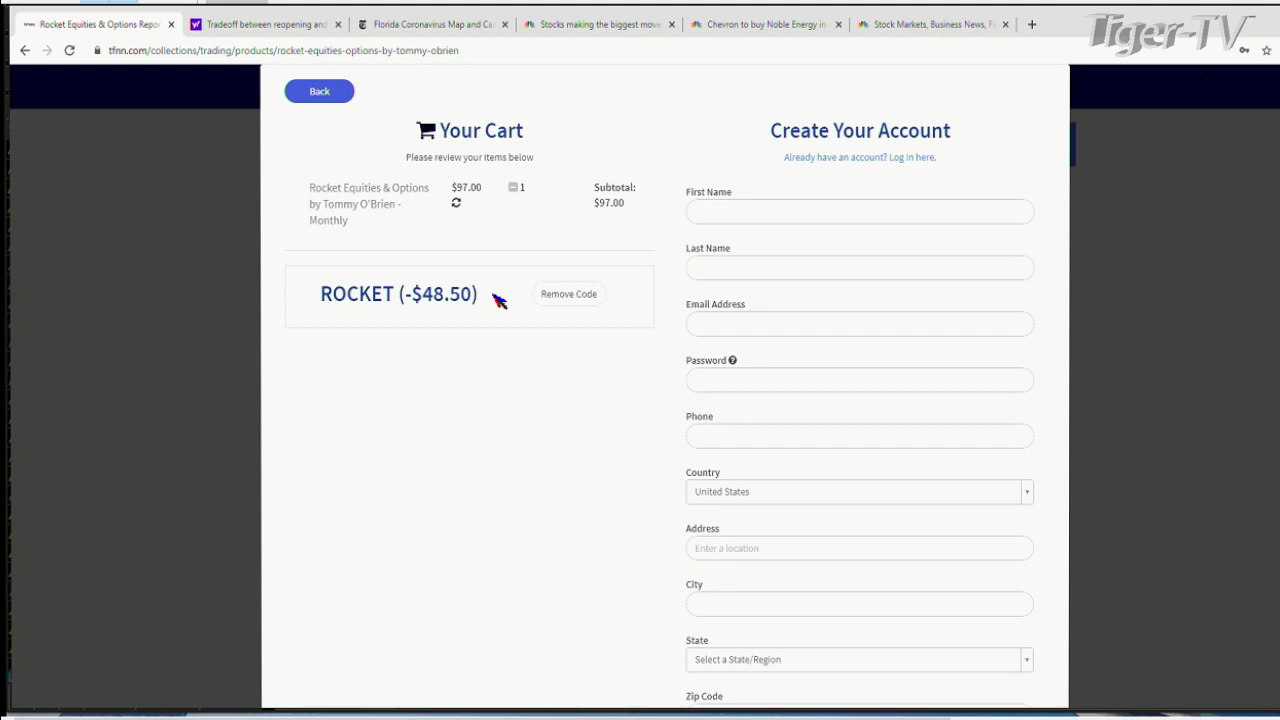 Rocket Equities & Options Repor
Tradeoff between reopening and
Florida Coronavirus Map and Ca
Stocks making the biggest move
Chevron to buy Noble Energy in
Stock Markets, Business News, Fi
Tiger-TV
tfnn.com/collections/trading/products/rocket-equities-options-by-tommy-obrien
Back
Your Cart
Please review your items below
Rocket Equities & Options
by Tommy O'Brien -
Monthly
$97.00
1
Subtotal:
$97.00
ROCKET (-$48.50)
Remove Code
Create Your Account
Already have an account? Log in here.
First Name
Last Name
Email Address
Password
Phone
Country
United States
Address
Enter a location
City
State
Select a State/Region
Zip Code